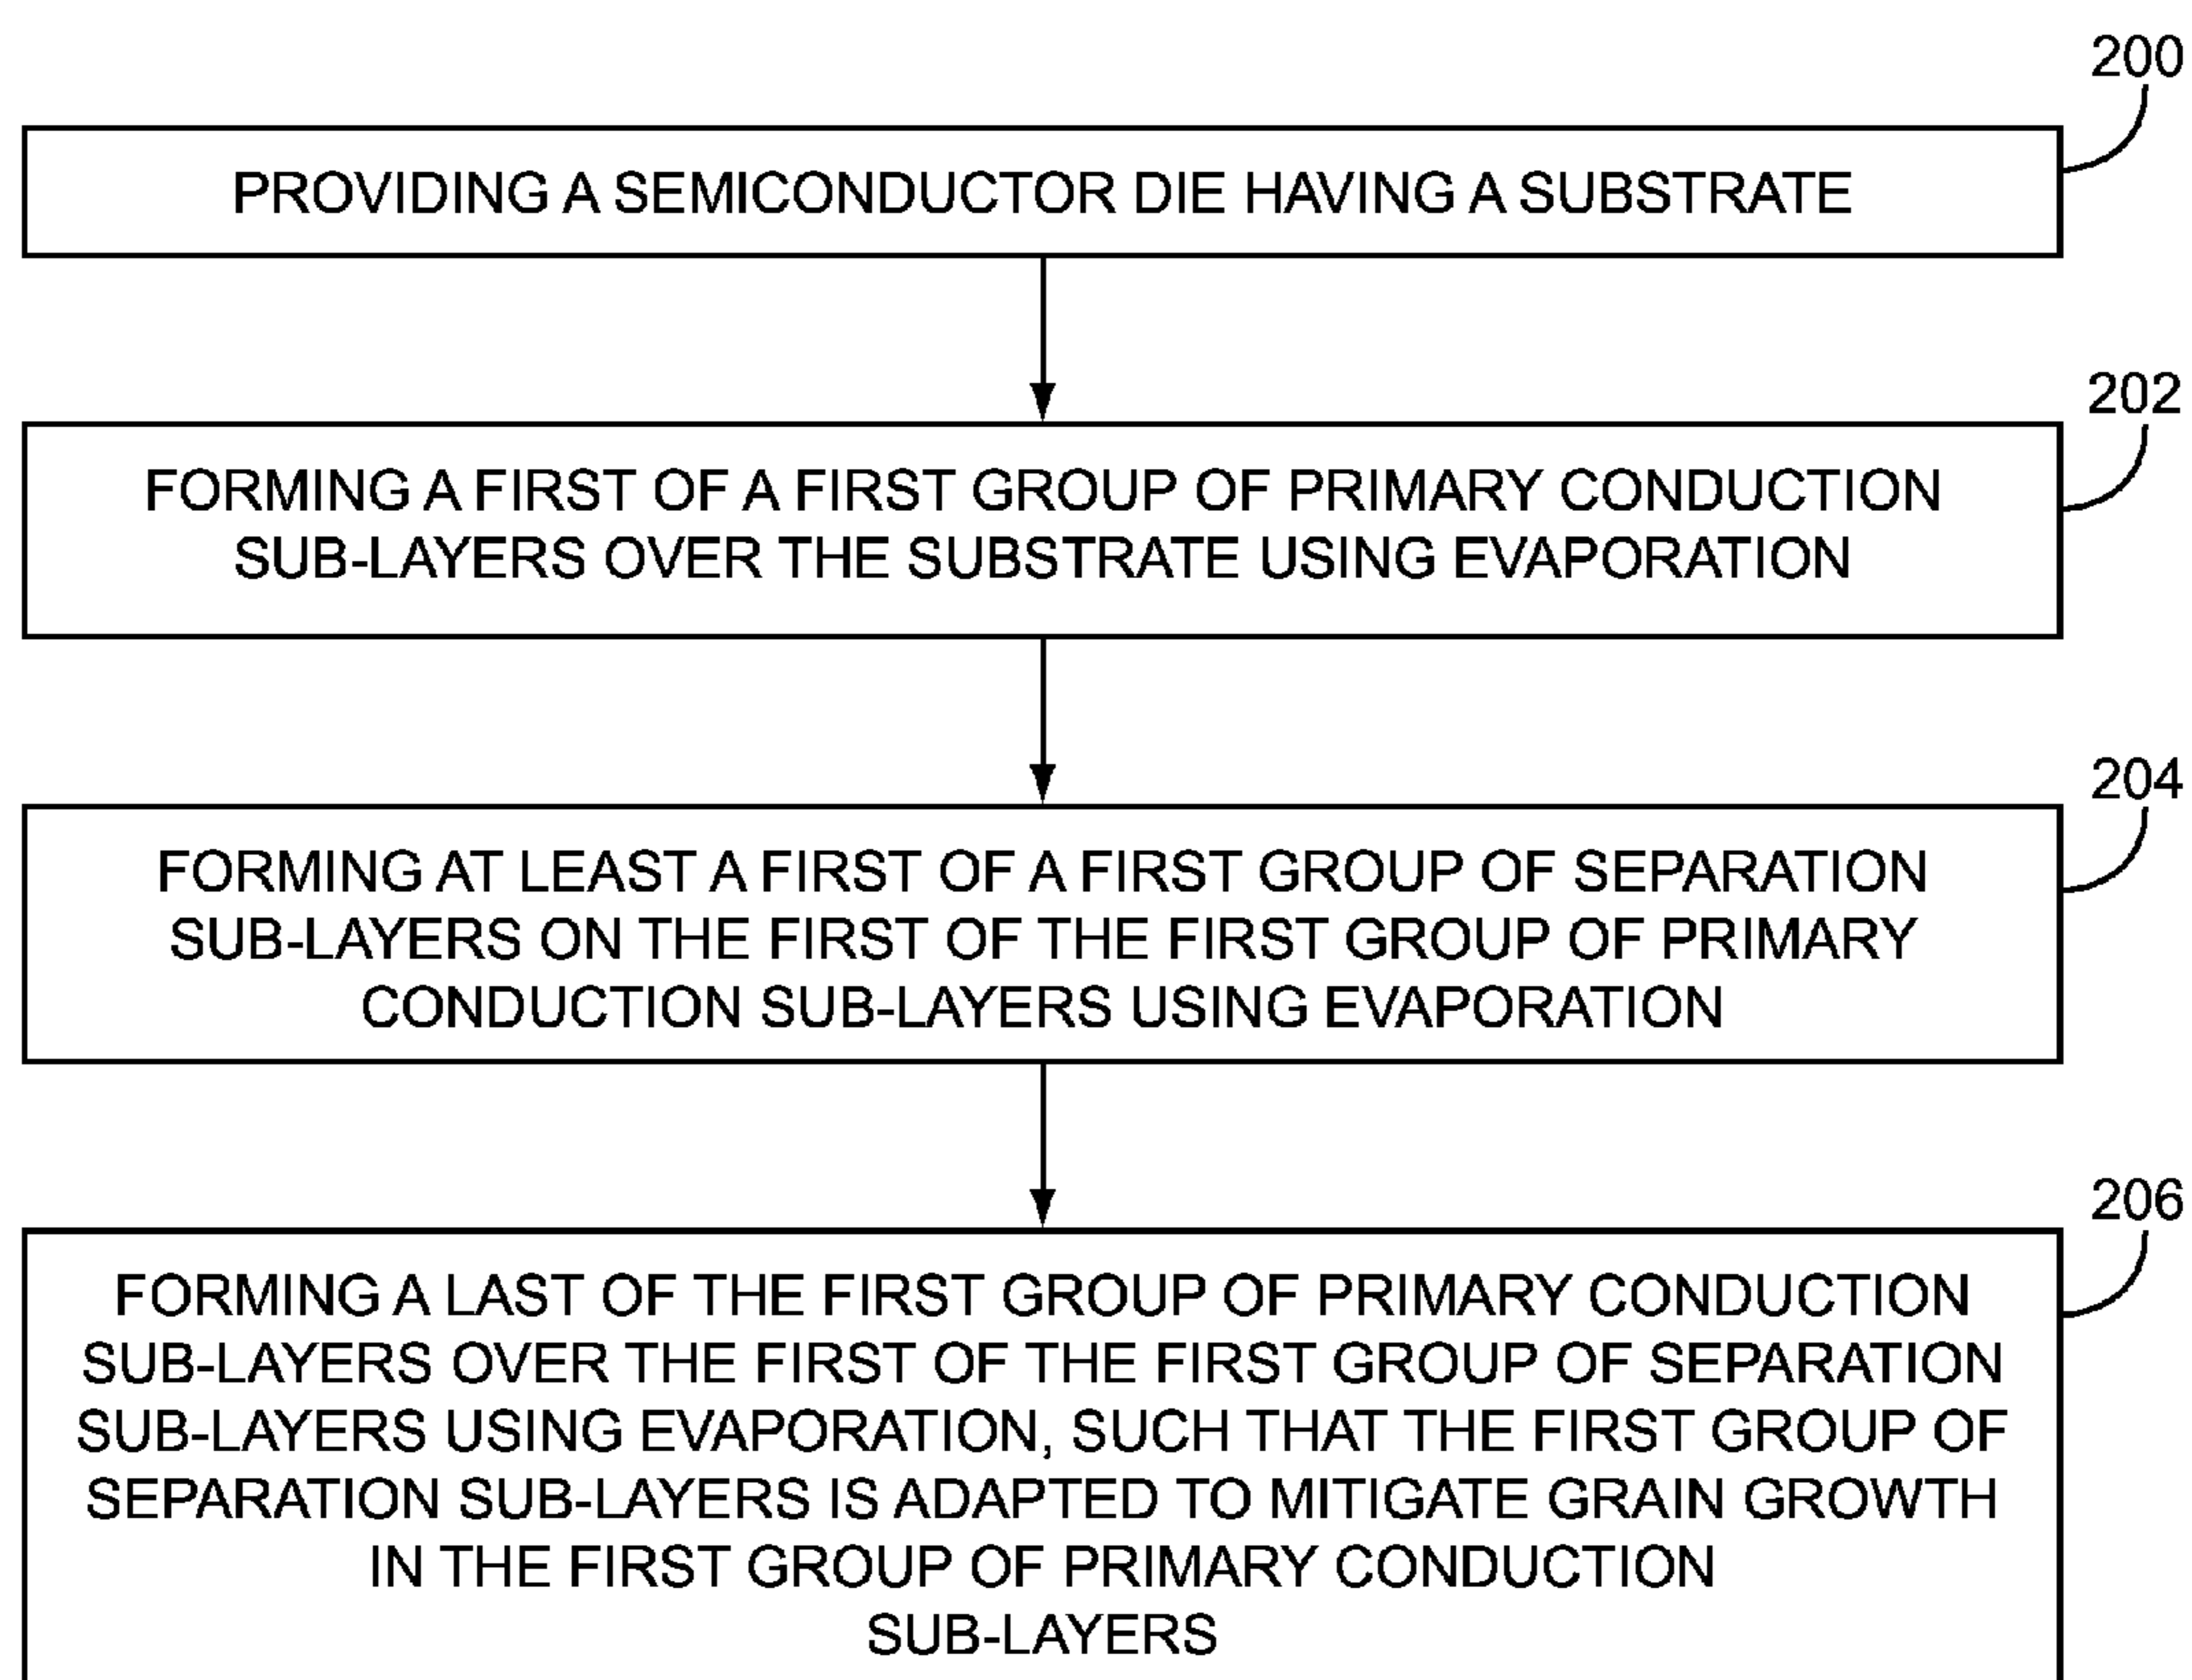 200
PROVIDING A SEMICONDUCTOR DIE HAVING A SUBSTRATE
202
FORMING A FIRST OF A FIRST GROUP OF PRIMARY CONDUCTION
SUB-LAYERS OVER THE SUBSTRATE USING EVAPORATION
204
FORMING AT LEAST A FIRST OF A FIRST GROUP OF SEPARATION
SUB-LAYERS ON THE FIRST OF THE FIRST GROUP OF PRIMARY
CONDUCTION SUB-LAYERS USING EVAPORATION
206
FORMING A LAST OF THE FIRST GROUP OF PRIMARY CONDUCTION
SUB-LAYERS OVER THE FIRST OF THE FIRST GROUP OF SEPARATION
SUB-LAYERS USING EVAPORATION, SUCH THAT THE FIRST GROUP OF
SEPARATION SUB-LAYERS IS ADAPTED TO MITIGATE GRAIN GROWTH
IN THE FIRST GROUP OF PRIMARY CONDUCTION
SUB-LAYERS